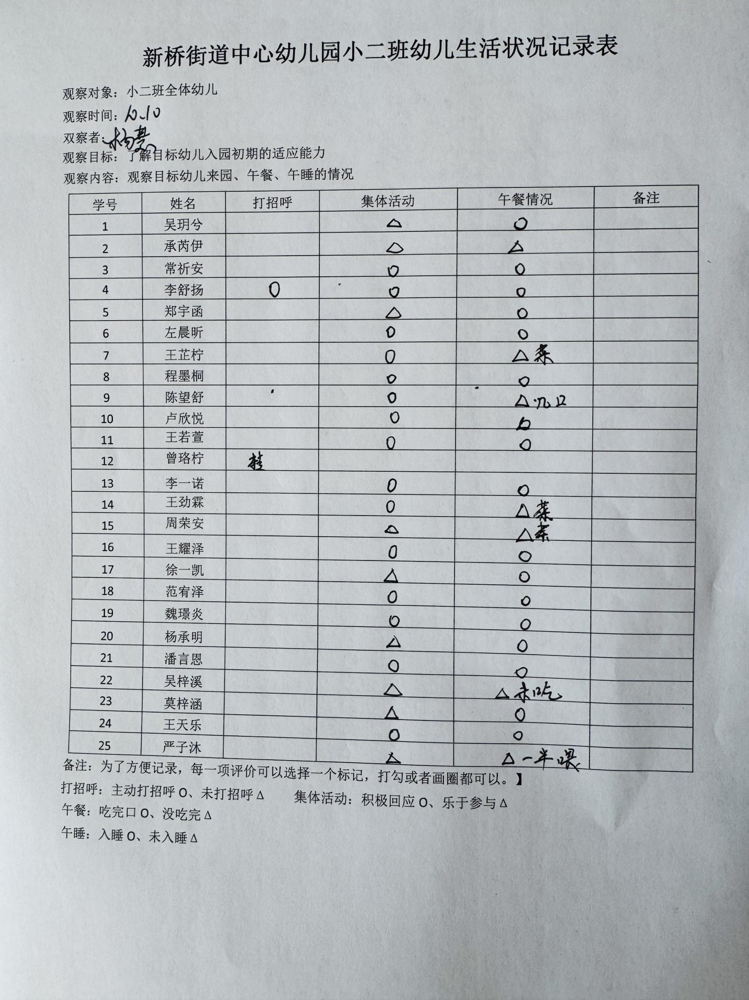 新桥街道中心幼儿园小二班幼儿生活状况记录表
观察对象：小二班全体幼儿
观察时间：10.10
双察者：杨慧
观察目标：了解目标幼儿入园初期的适应能力
观察内容：观察目标幼儿来园、午餐、午睡的情况
学号 姓名 打招呼 集体活动 午餐情况 备注
1 吴玥兮 △ O
2 承芮伊 △ △
3 常祈安 O O
4 李舒扬 O O O
5 郑宇函 △ O
6 左晨昕 O O
7 王芷柠 O △菜
8 程墨桐 O O
9 陈望舒 O △几口
10 卢欣悦 O
11 王若萱 O O
12 曾珞柠
13 李一诺 O O
14 王劲霖 O △菜
15 周荣安 △ △菜
16 王耀泽 O O
17 徐一凯 △ O
18 范宥泽 O O
19 魏璟炎 O O
20 杨承明 △ O
21 潘言恩 O O
22 吴梓溪 △ △未吃
23 莫梓涵 △ O
24 王天乐 O O
25 严子沐 △ △一半喂
备注：为了方便记录，每一项评价可以选择一个标记，打勾或者画圈都可以。】
打招呼：主动打招呼 O、未打招呼 Δ 集体活动：积极回应 O、乐于参与 Δ
午餐：吃完口 O、没吃完 Δ
午睡：入睡 O、未入睡 Δ